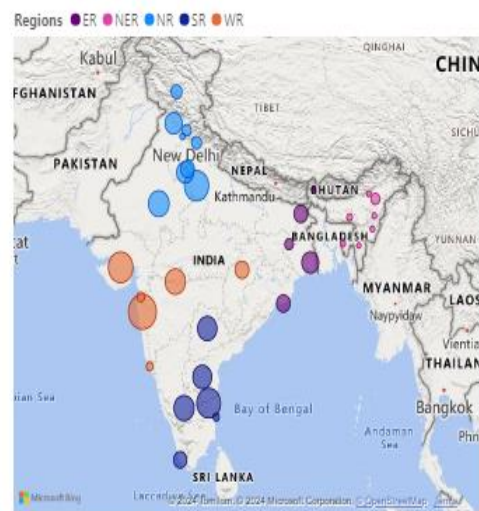 Regions ER NER NR SR WR
Kabul
QINGHAI
CHIN
FGHANISTAN
TIBET
SICHU
PAKISTAN
New Delhi
NEPAL
Kathmandu
BHUTAN
BANGLADESH
YUNNAN
INDIA
MYANMAR
LAOS
Naypyidaw
Vientia
THAILAN
Bay of Bengal
Bangkok
Andaman
Sea
Phn
SRI LANKA
Microsoft Bing
© 2024 TomTom, © 2024 Microsoft Corporation, © OpenStreetMap